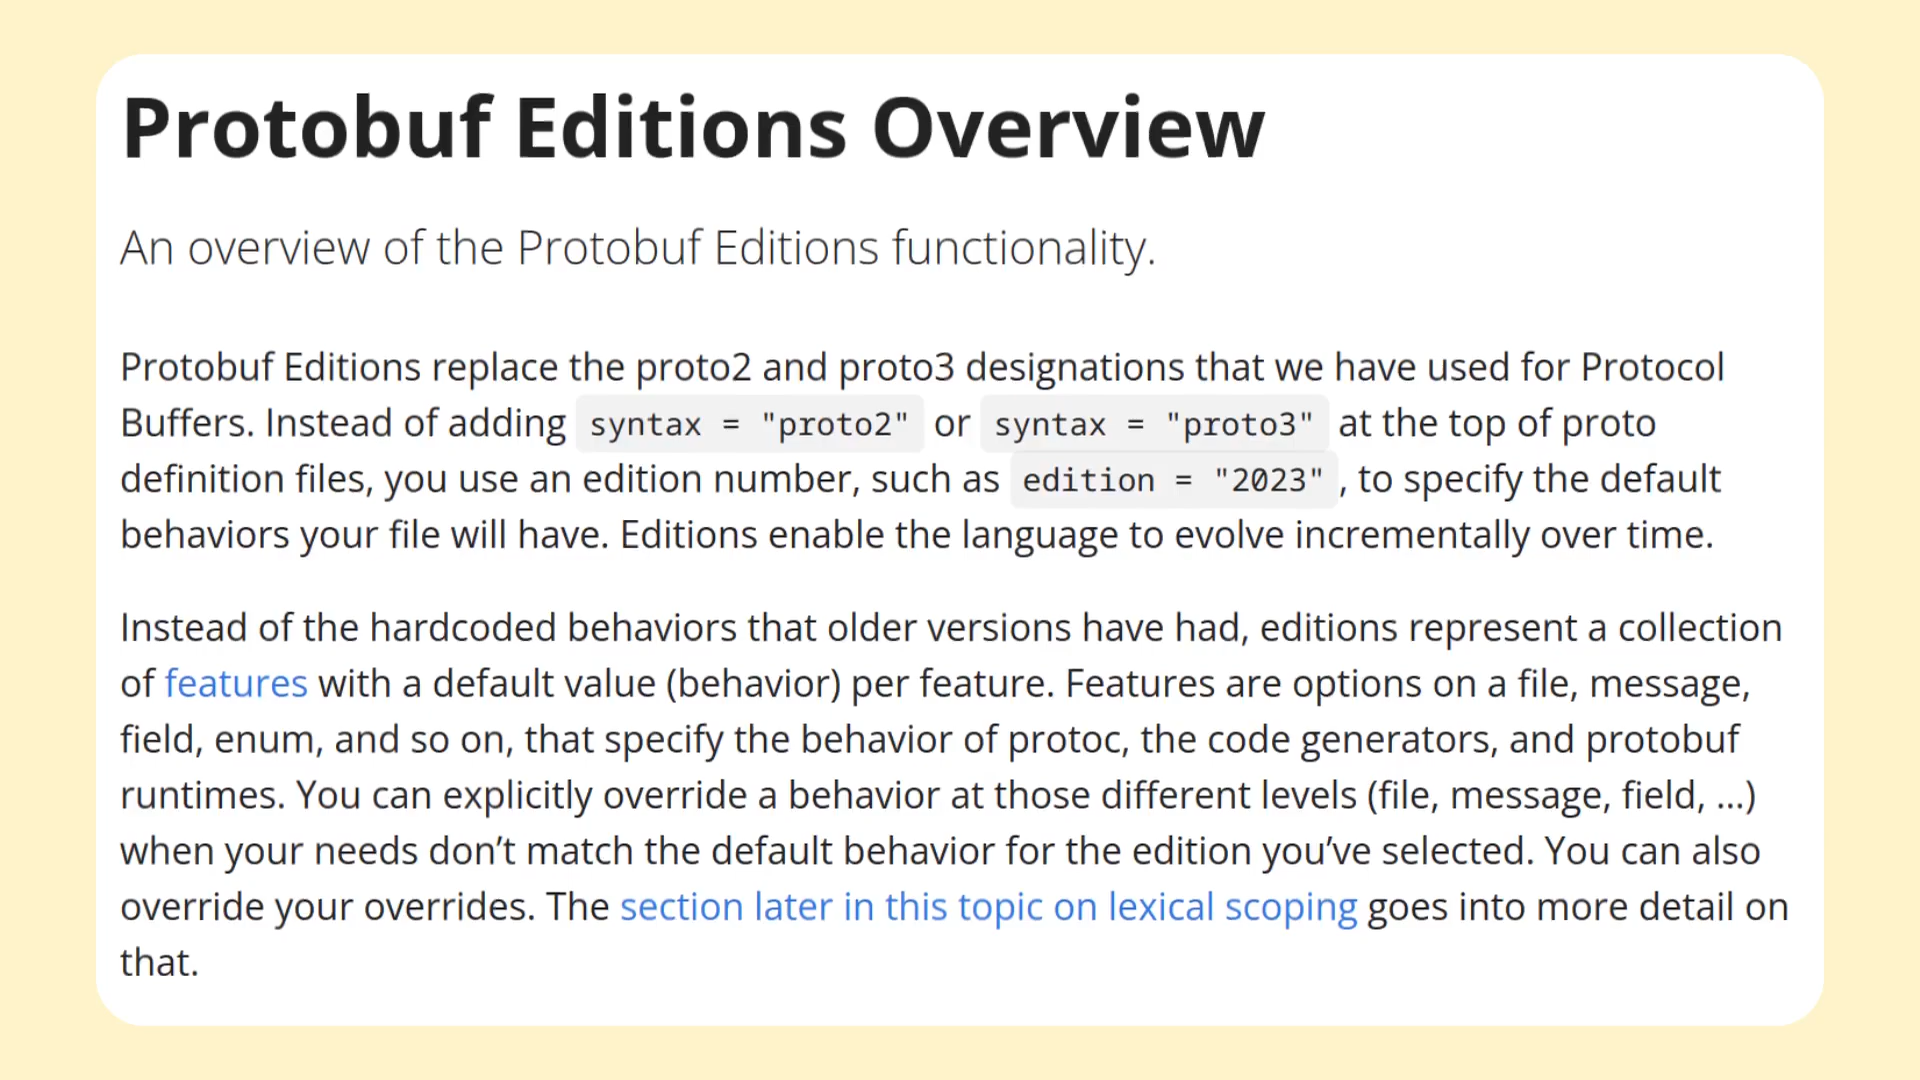 Protobuf Editions Overview
An overview of the Protobuf Editions functionality.
Protobuf Editions replace the proto2 and proto3 designations that we have used for Protocol
Buffers. Instead of adding syntax = "proto2" or syntax = "proto3" at the top of proto
definition files, you use an edition number, such as edition = "2023", to specify the default
behaviors your file will have. Editions enable the language to evolve incrementally over time.
Instead of the hardcoded behaviors that older versions have had, editions represent a collection
of features with a default value (behavior) per feature. Features are options on a file, message,
field, enum, and so on, that specify the behavior of protoc, the code generators, and protobuf
runtimes. You can explicitly override a behavior at those different levels (file, message, field, ...)
when your needs don’t match the default behavior for the edition you’ve selected. You can also
override your overrides. The section later in this topic on lexical scoping goes into more detail on
that.